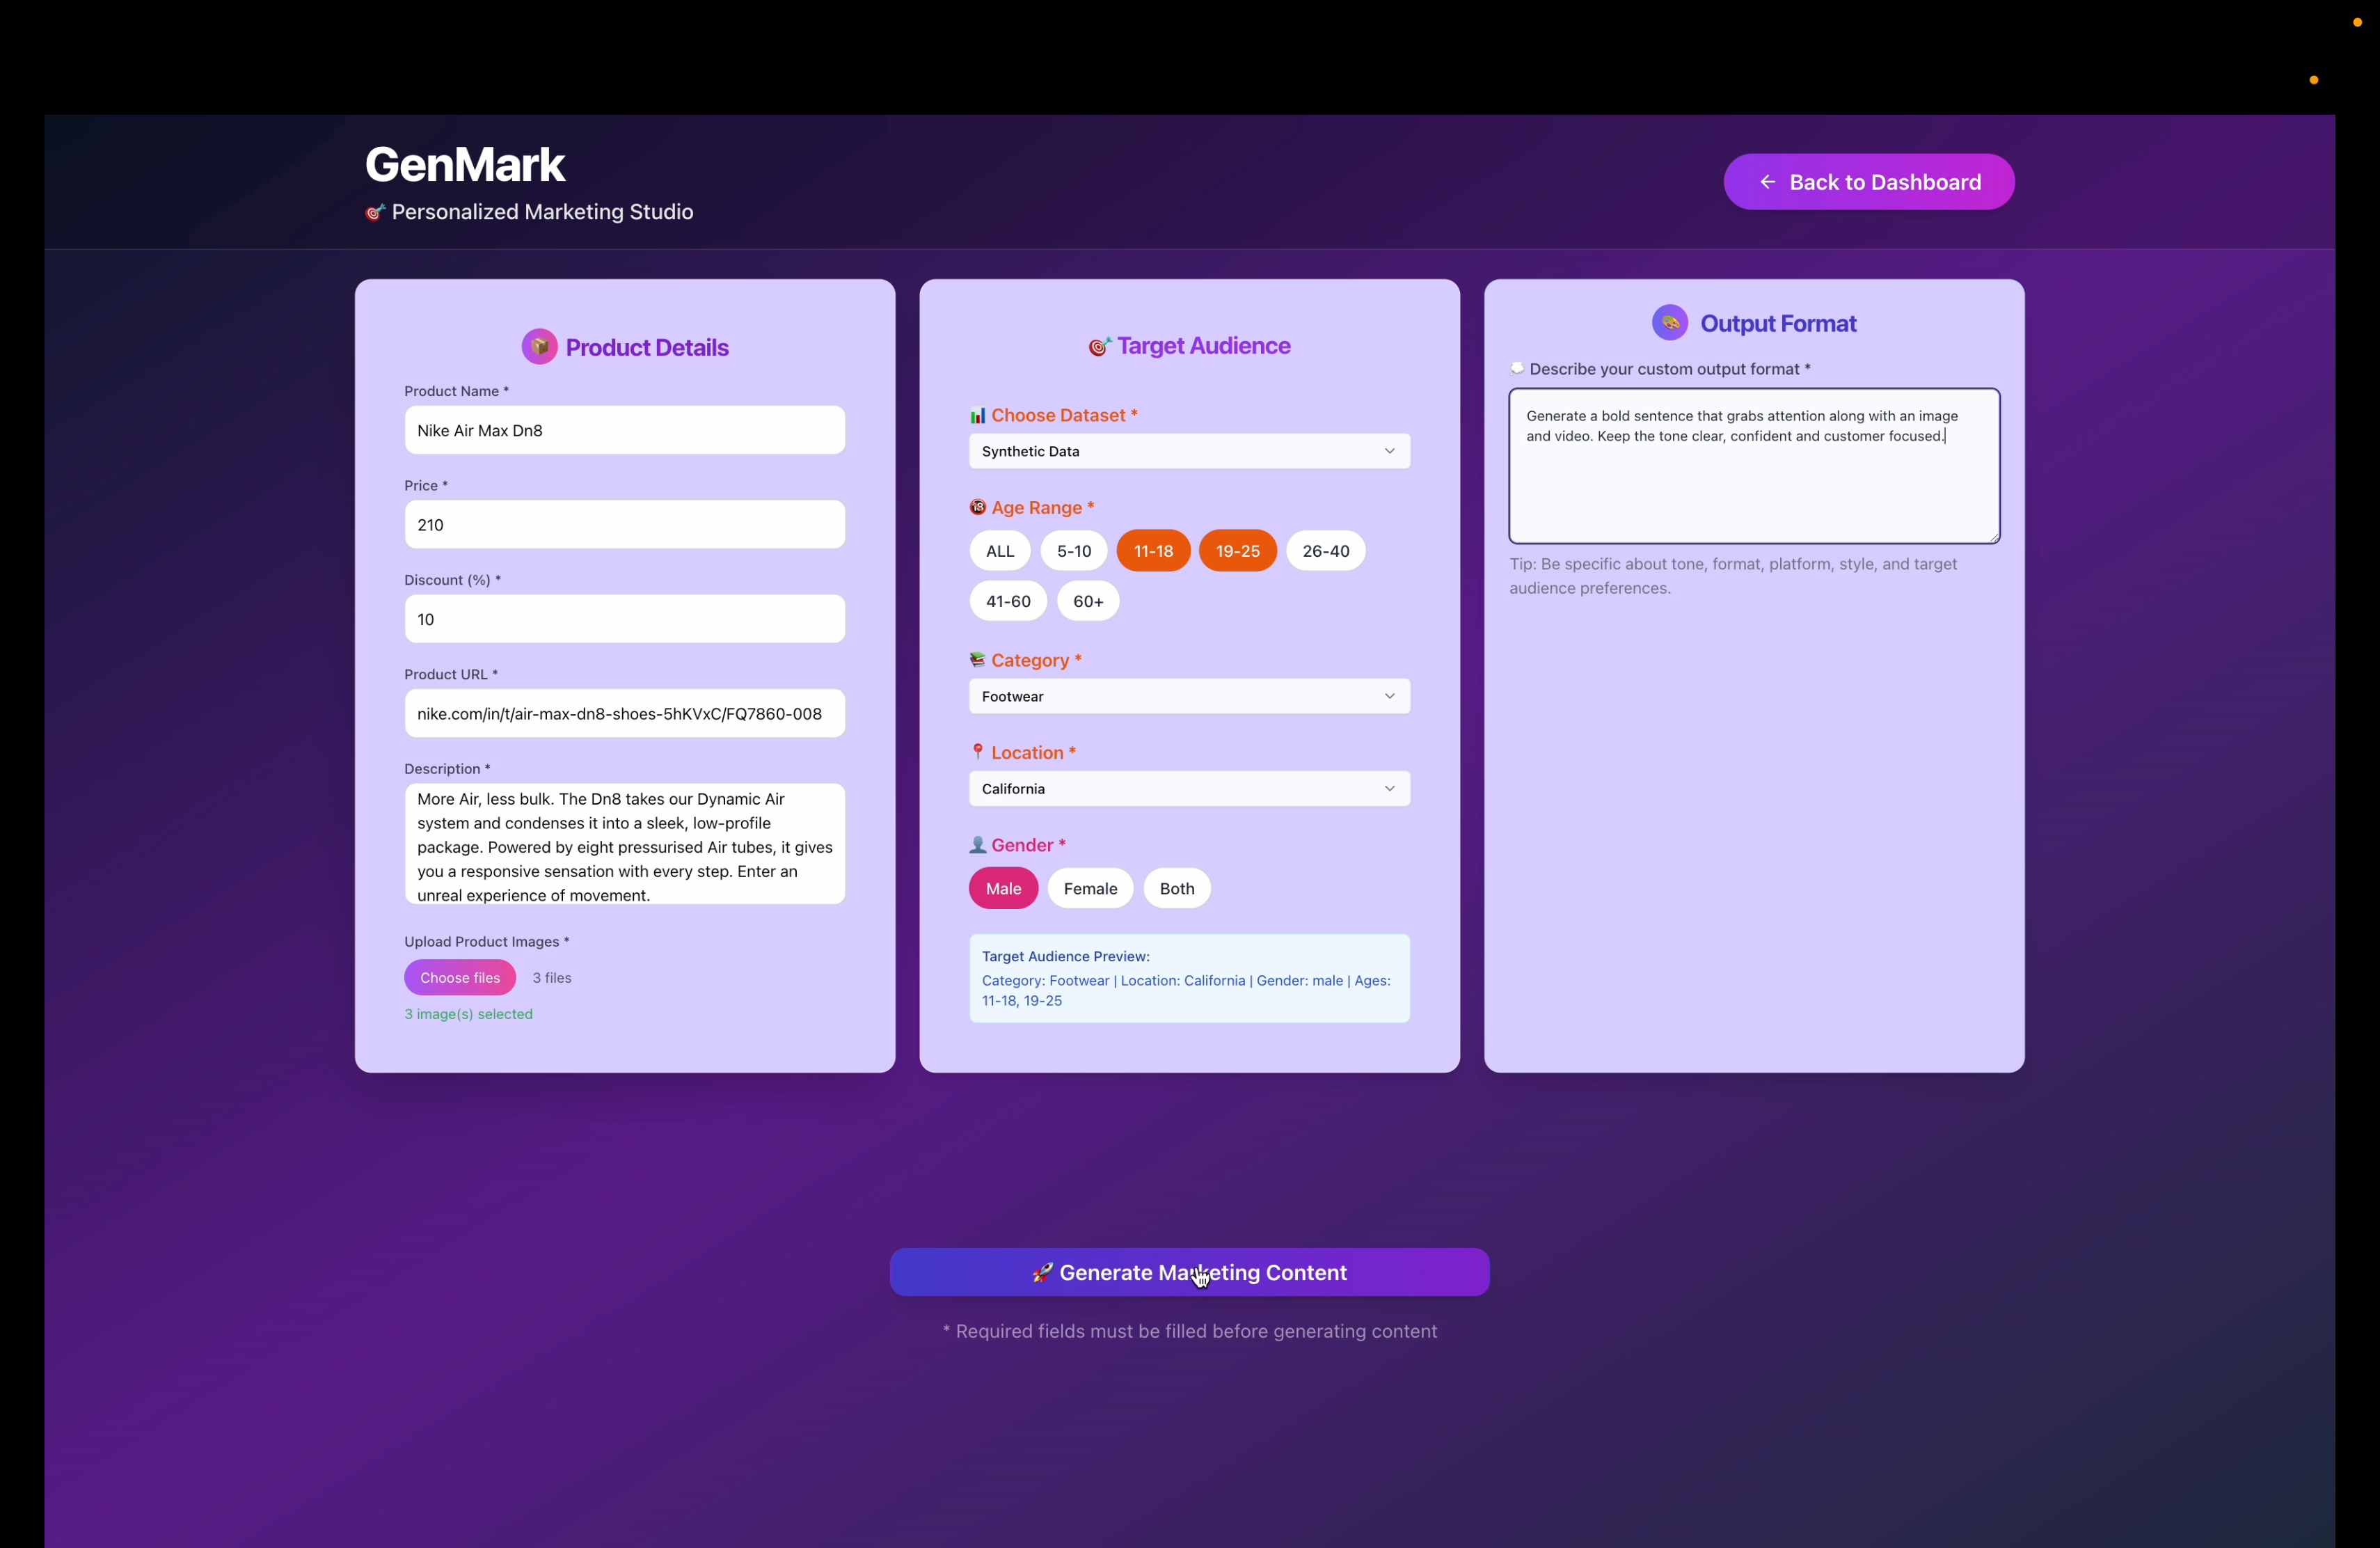 GenMark
🎯 Personalized Marketing Studio
← Back to Dashboard
📦 Product Details
Product Name *
Nike Air Max Dn8
Price *
210
Discount (%) *
10
Product URL *
nike.com/in/t/air-max-dn8-shoes-5hKVxC/FQ7860-008
Description *
More Air, less bulk. The Dn8 takes our Dynamic Air
system and condenses it into a sleek, low-profile
package. Powered by eight pressurised Air tubes, it gives
you a responsive sensation with every step. Enter an
unreal experience of movement.
Upload Product Images *
Choose files 3 files
3 image(s) selected
🎯 Target Audience
📊 Choose Dataset *
Synthetic Data
🔞 Age Range *
ALL 5-10 11-18 19-25 26-40
41-60 60+
📚 Category *
Footwear
📍 Location *
California
👤 Gender *
Male Female Both
Target Audience Preview:
Category: Footwear | Location: California | Gender: male | Ages:
11-18, 19-25
🎨 Output Format
💭 Describe your custom output format *
Generate a bold sentence that grabs attention along with an image
and video. Keep the tone clear, confident and customer focused.
Tip: Be specific about tone, format, platform, style, and target
audience preferences.
🚀 Generate Marketing Content
* Required fields must be filled before generating content